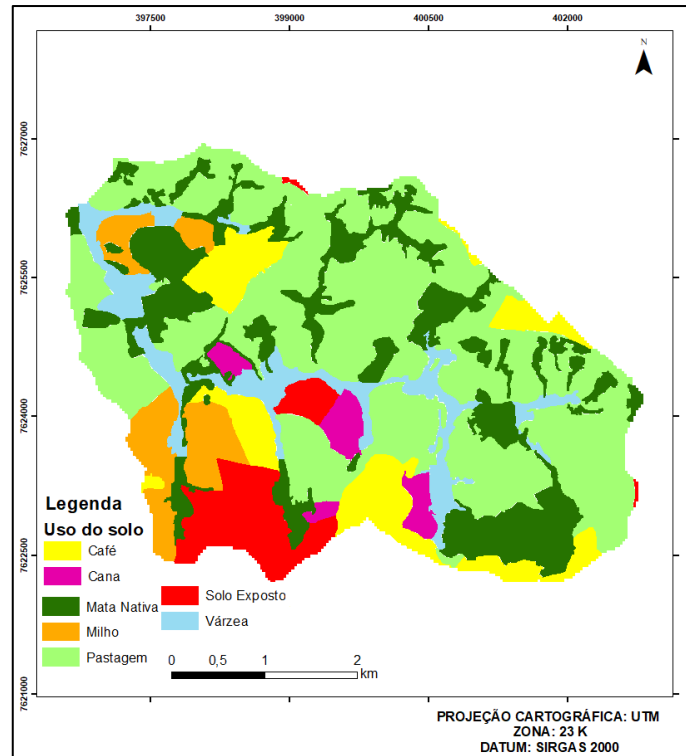 397500 399000 400500 402000
N
7627000
7625500
7624000
7622500
7621000
Legenda
Uso do solo
Café
Cana
Mata Nativa
Milho
Pastagem
Solo Exposto
Várzea
0 0,5 1 2
km
PROJEÇÃO CARTOGRÁFICA: UTM
ZONA: 23 K
DATUM: SIRGAS 2000